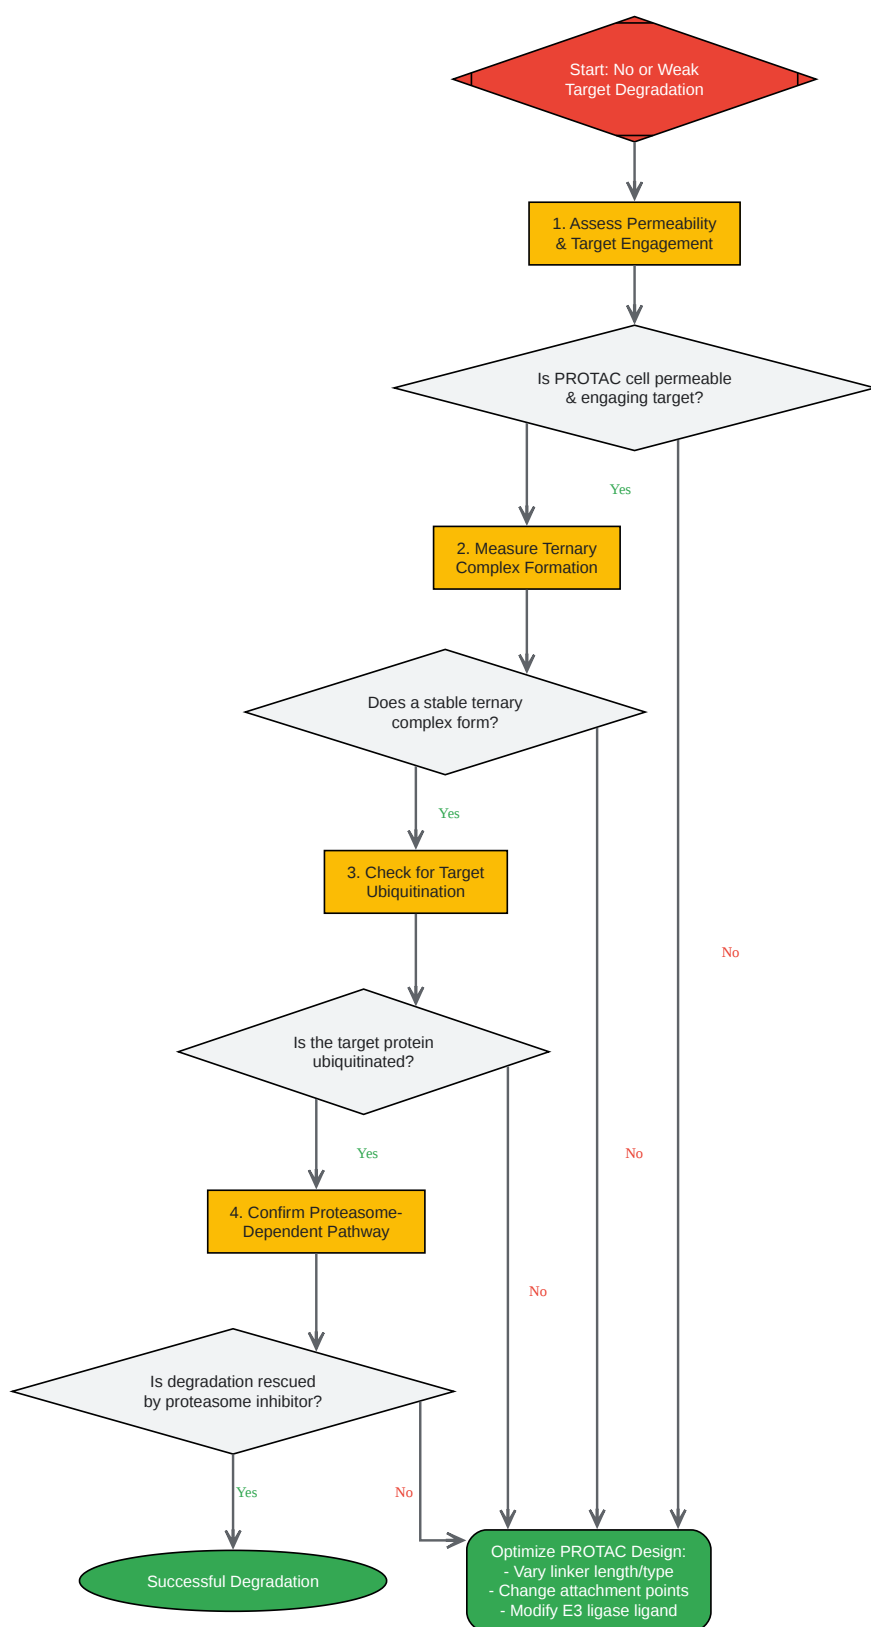 Start: No or Weak
Target Degradation
1. Assess Permeability
& Target Engagement
Is PROTAC cell permeable
& engaging target?
Yes
2. Measure Ternary
Complex Formation
Does a stable ternary
complex form?
Yes
3. Check for Target
Ubiquitination
No
Is the target protein
ubiquitinated?
Yes
No
4. Confirm Proteasome-
Dependent Pathway
No
Is degradation rescued
by proteasome inhibitor?
Yes
No
Successful Degradation
Optimize PROTAC Design:
- Vary linker length/type
- Change attachment points
- Modify E3 ligase ligand